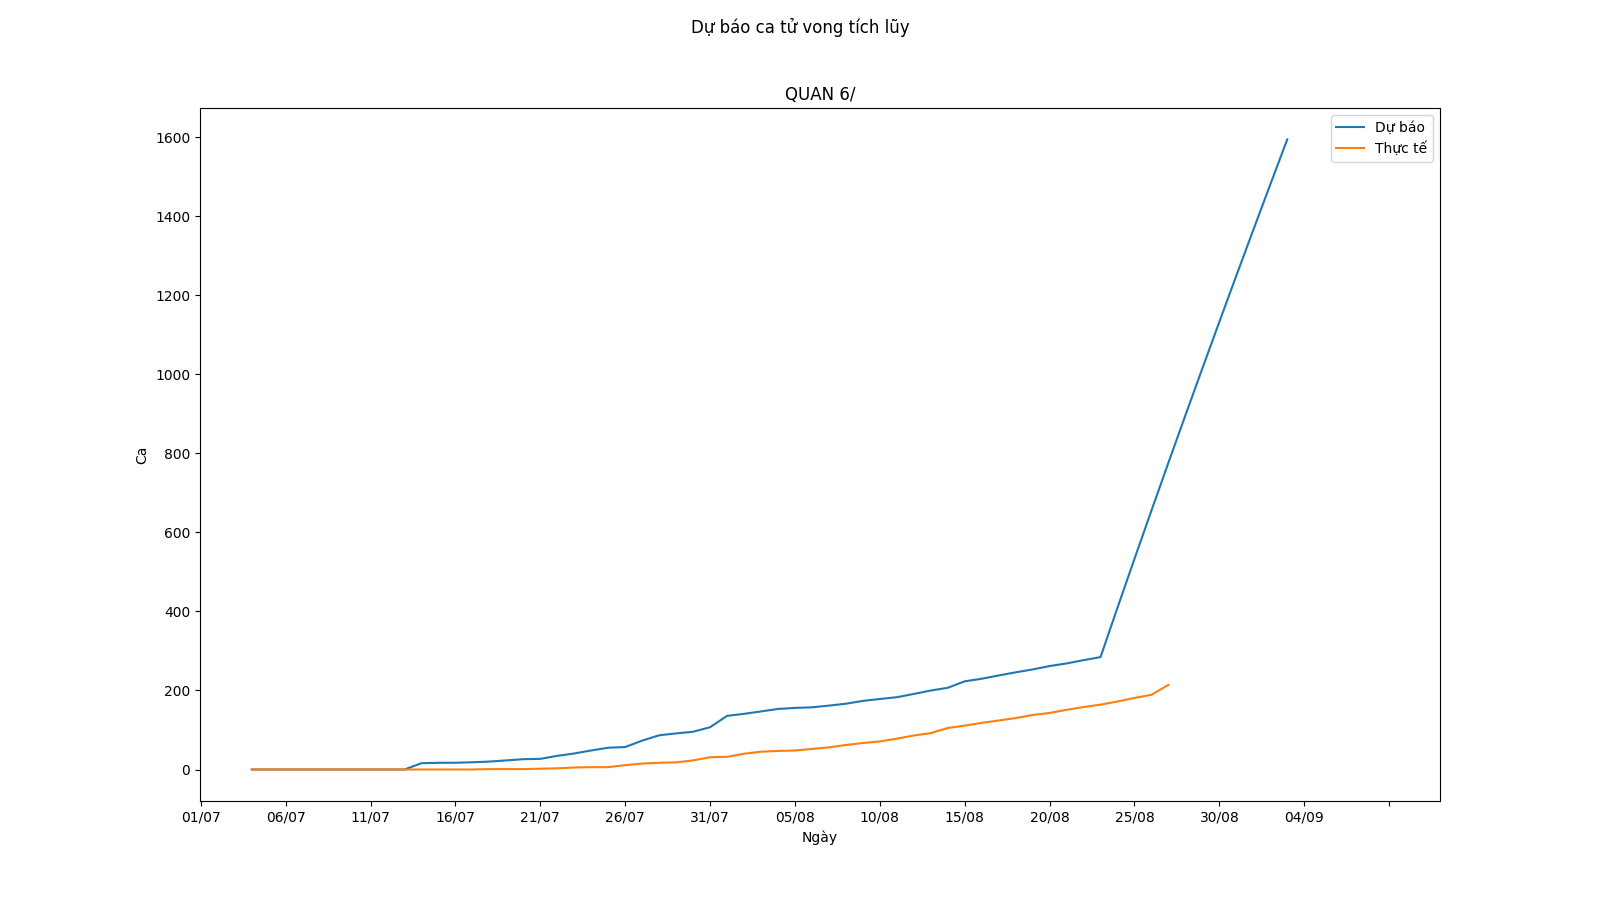 Dự báo ca tử vong tích lũy
QUAN 6/
Dự báo
Thực tế
1600
1400
1200
1000
800
600
400
200
0
Ca
01/07 06/07 11/07 16/07 21/07 26/07 31/07 05/08 10/08 15/08 20/08 25/08 30/08 04/09
Ngày